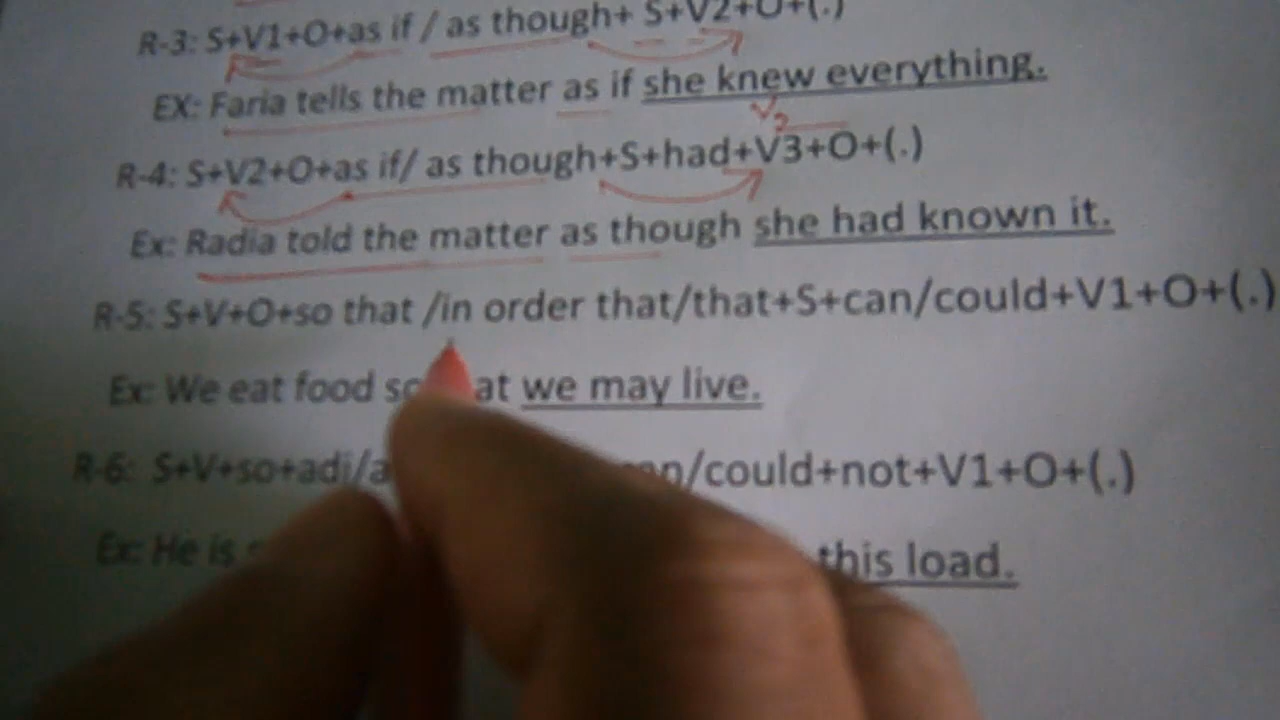 R-3: S+V1+O+as if / as though+ S+V2+O+(.)
EX: Faria tells the matter as if she knew everything.
V2
R-4: S+V2+O+as if/ as though+S+had+V3+O+(.)
Ex: Radia told the matter as though she had known it.
R-5: S+V+O+so that /in order that/that+S+can/could+V1+O+(.)
Ex: We eat food we may live.
R-6: S+V+so+adj/ /could+not+V1+O+(.)
Ex: He is this load.